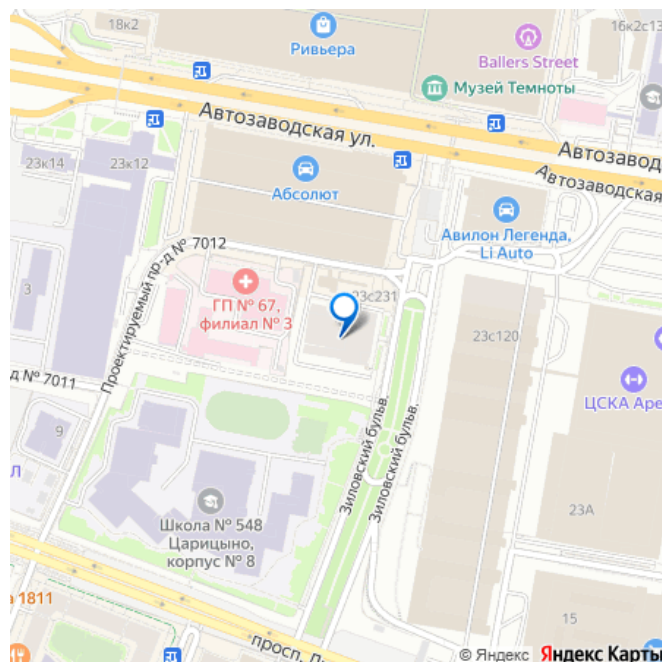 18к2
16к2с13
Ривьера
Ballers Street
Музей Темноты
Автозаводская ул.
Автозавод
Автозаводская
23к14
23к12
Абсолют
Авилон Легенда,
Li Auto
Проектируемый пр-д № 7012
3
ГП № 67,
филиал № 3
23с231
23с120
д № 7011
ЦСКА Аре
9
Л
Зиловский бульв.
Зиловский бульв.
Школа № 548
Царицыно,
корпус № 8
23А
а 1811
15
просп. Л
© Яндекс Яндекс Карты